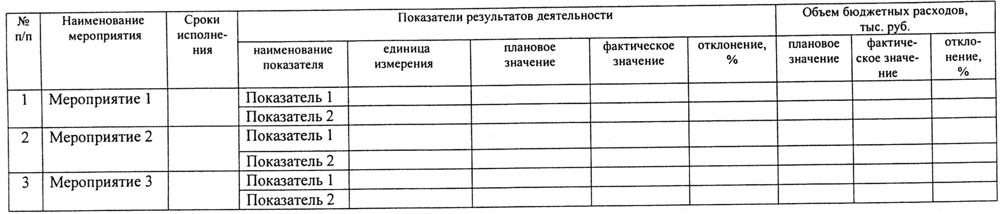 №
п/п
Наименование
мероприятия
Сроки
исполне-
ния
Показатели результатов деятельности
Объем бюджетных расходов,
тыс. руб.
наименование
показателя
единица
измерения
плановое
значение
фактическое
значение
отклонение,
%
плановое
значение
фактиче-
ское значе-
ние
откло-
нение,
%
1 Мероприятие 1 Показатель 1
Показатель 2
2 Мероприятие 2 Показатель 1
Показатель 2
3 Мероприятие 3 Показатель 1
Показатель 2